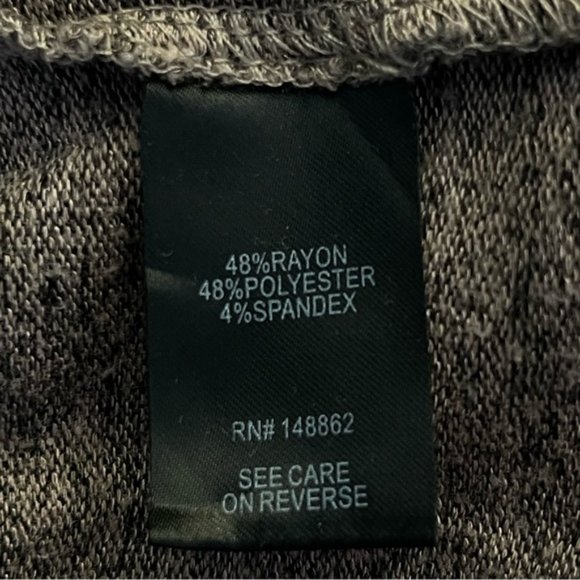 48%RAYON
48%POLYESTER
4%SPANDEX
RN# 148862
SEE CARE
ON REVERSE